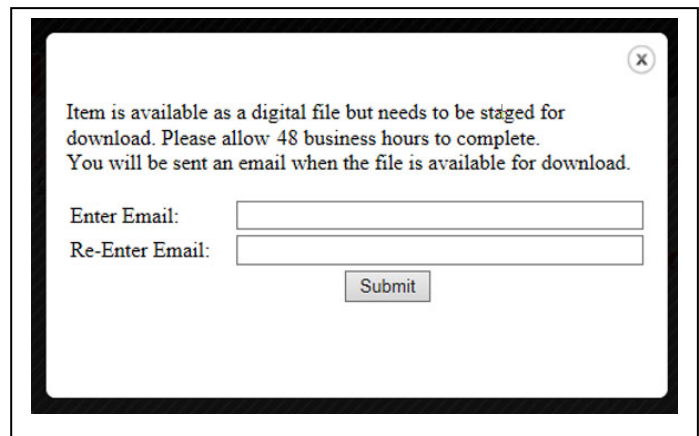 x
Item is available as a digital file but needs to be staged for
download. Please allow 48 business hours to complete.
You will be sent an email when the file is available for download.
Enter Email:
Re-Enter Email:
Submit